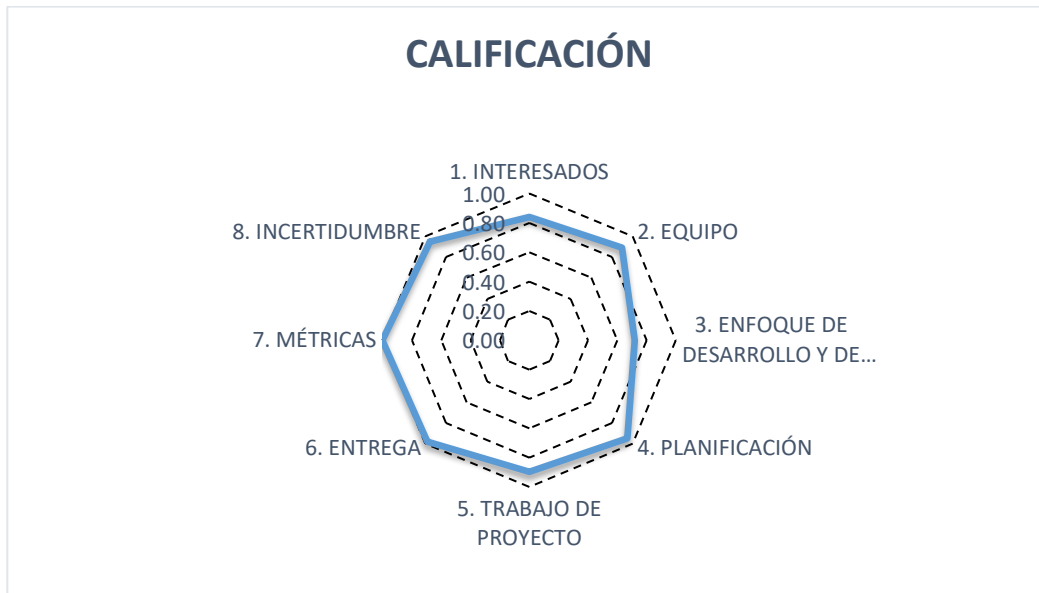 CALIFICACIÓN
1. INTERESADOS
1.00
0.80
0.60
0.40
0.20
0.00
2. EQUIPO
3. ENFOQUE DE
DESARROLLO Y DE...
4. PLANIFICACIÓN
5. TRABAJO DE
PROYECTO
6. ENTREGA
7. MÉTRICAS
8. INCERTIDUMBRE